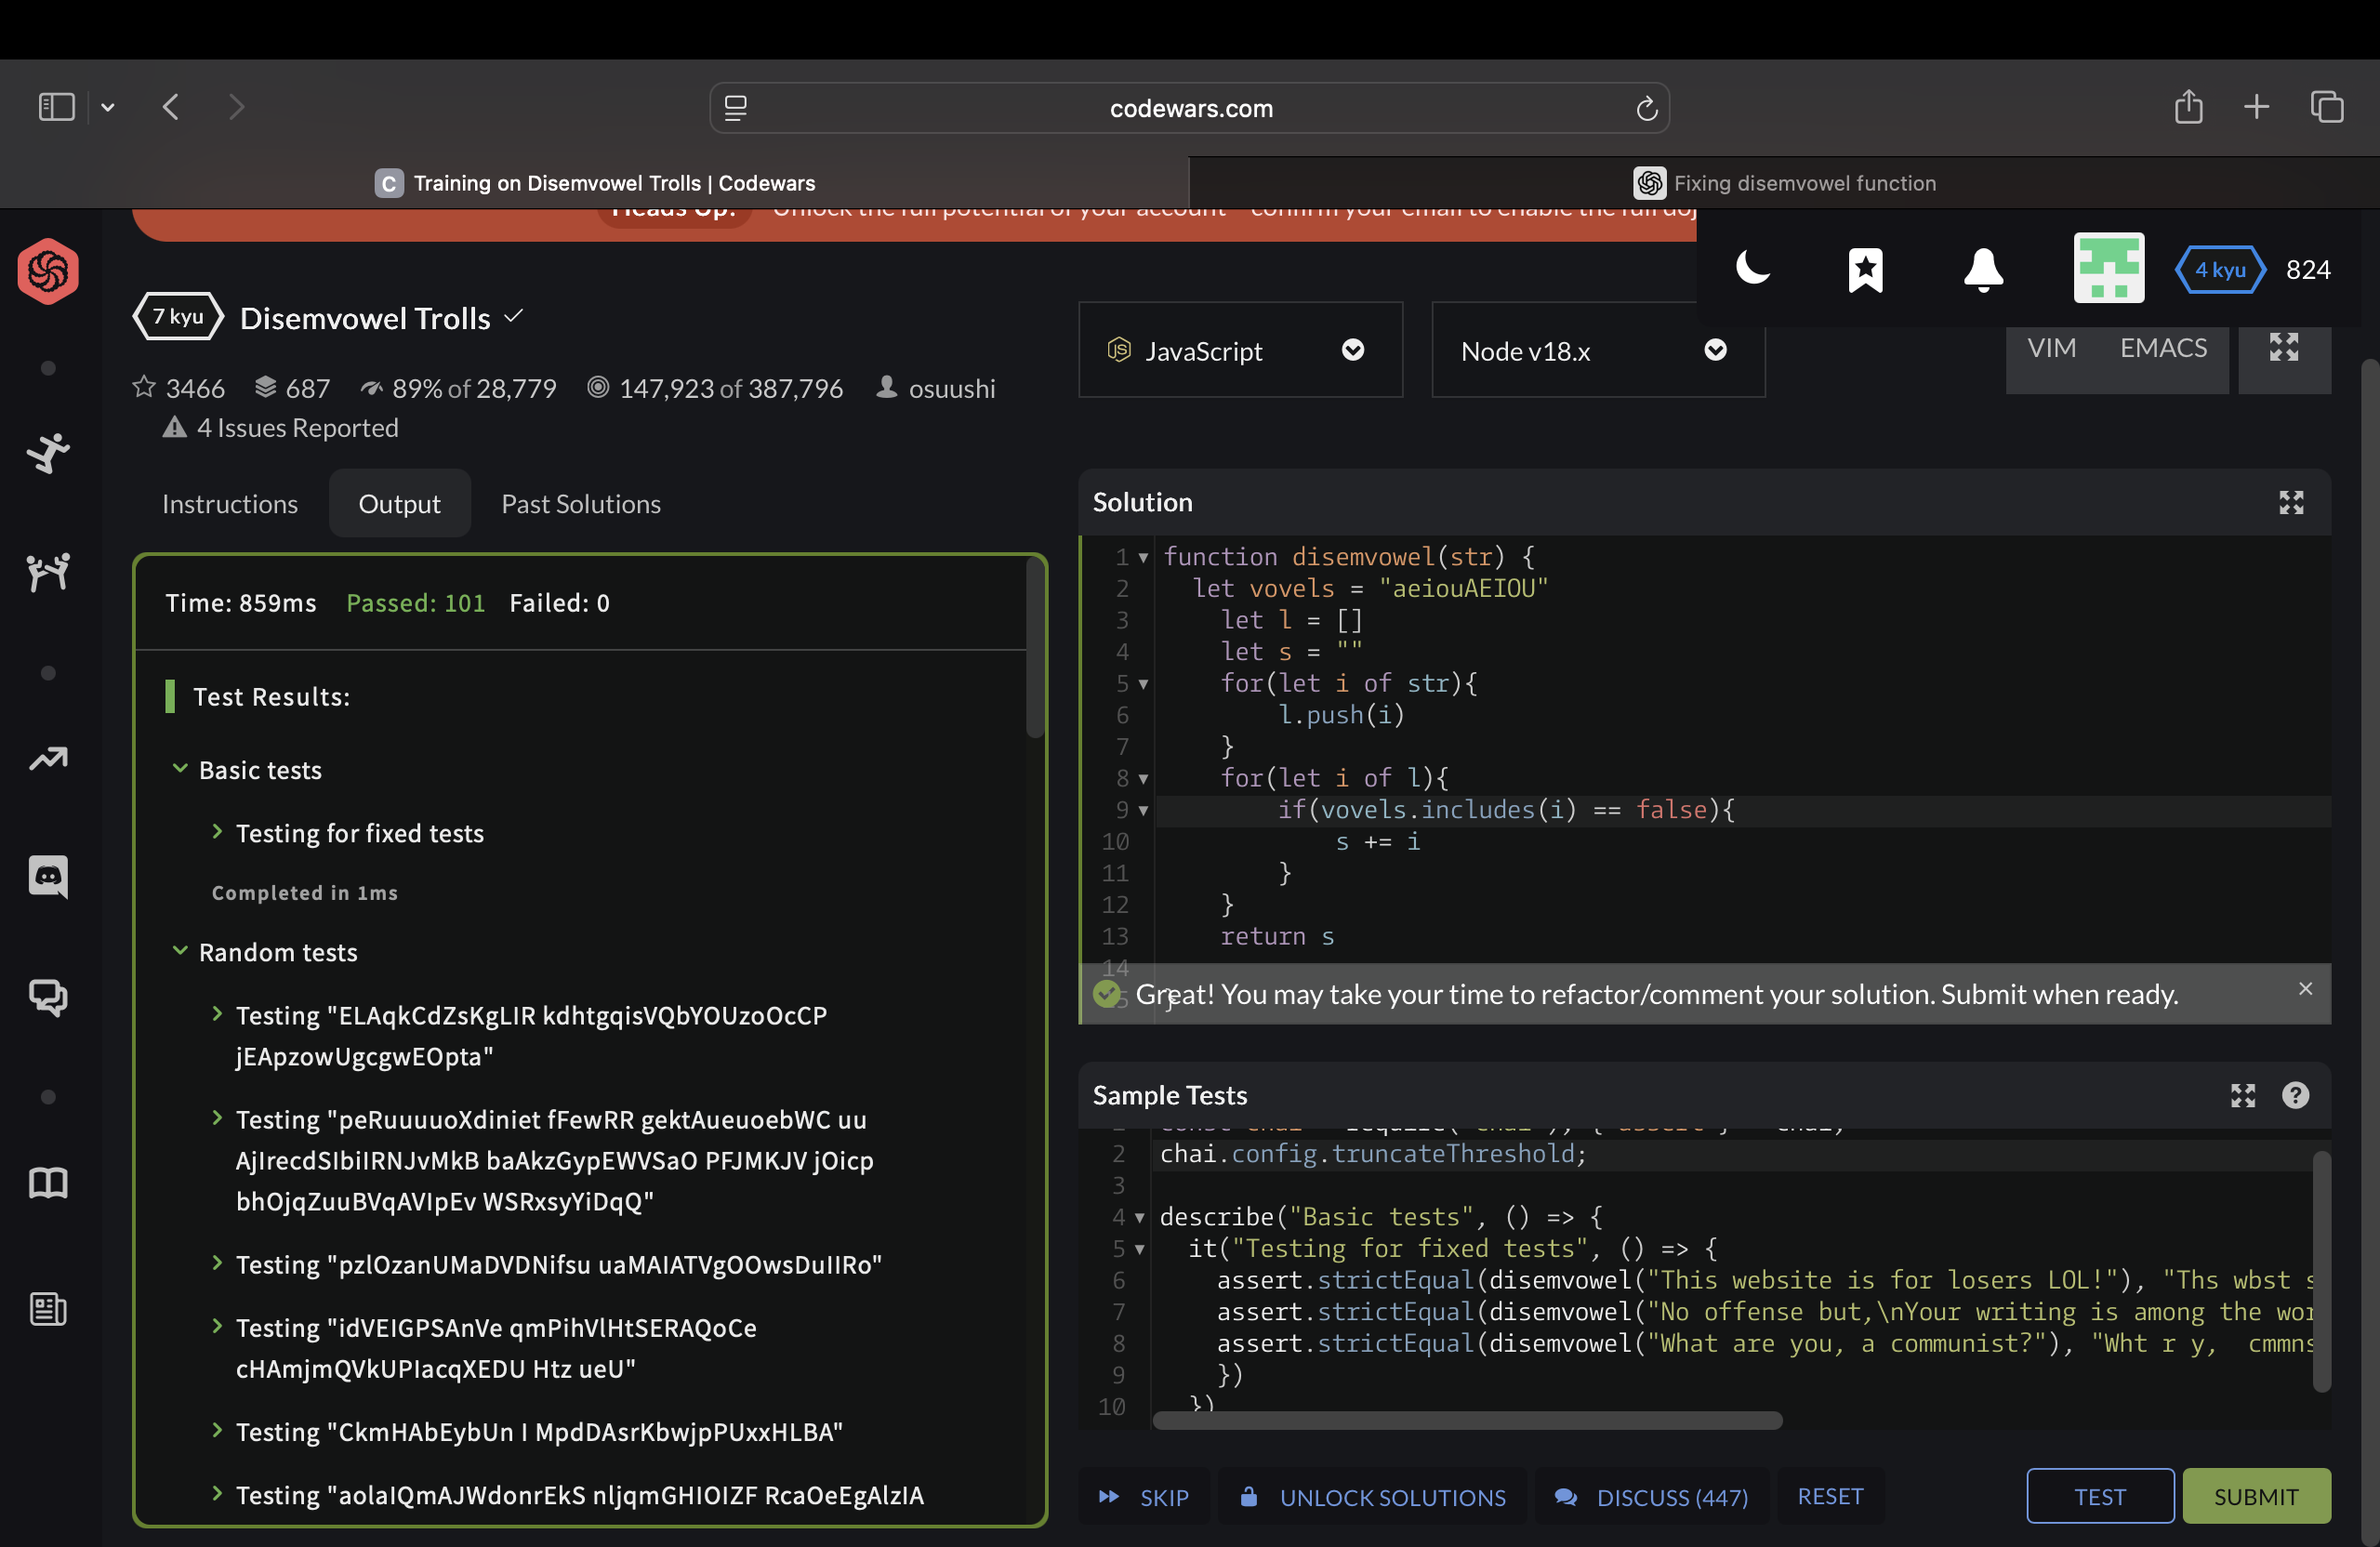 codewars.com
C Training on Disemvowel Trolls | Codewars
Fixing disemvowel function
Heads Up! Unlock the full potential of your account
confirm your email to enable the full
4 kyu 824
7 kyu Disemvowel Trolls
3466 687 89% of 28,779 147,923 of 387,796 osuushi
4 Issues Reported
JS JavaScript
Node v18.x
VIM EMACS
Instructions Output Past Solutions
Time: 859ms Passed: 101 Failed: 0
Test Results:
Basic tests
Testing for fixed tests
Completed in 1ms
Random tests
Testing "ELAqkCdZsKgLIR kdhtgqisVQbYOUzoOcCP
jEApzowUgcgwEOpta"
Testing "peRuuuuoXdiniet fFewRR gektAueuoebWC uu
AjIrecdSIbiIRNJvMkB baAkzGypEWVSaO PFJMKJV jOicp
bhOjqZuuBVqAVIpEv WSRxsyYiDqQ"
Testing "pzlOzanUMaDVDNifsu uaMAIATVgOOwsDuIIRo"
Testing "idVEIGPSAnVe qmPihVlHtSERAQoCe
cHAmjmQVkUPIacqXEDU Htz ueU"
Testing "CkmHAbEybUn I MpdDAsrKbwjpPUxxHLBA"
Testing "aolaIQmAJWdonrEkS nljqmGHIOIZF RcaOeEgAlzIA
Solution
1 function disemvowel(str) {
2 let vovels = "aeiouAEIOU"
3 let l = []
4 let s = ""
5 for(let i of str){
6 l.push(i)
7 }
8 for(let i of l){
9 if(vovels.includes(i) == false){
10 s += i
11 }
12 }
13 return s
14
}
Great! You may take your time to refactor/comment your solution. Submit when ready.
Sample Tests
2 chai.config.truncateThreshold;
3
4 describe("Basic tests", () => {
5 it("Testing for fixed tests", () => {
6 assert.strictEqual(disemvowel("This website is for losers LOL!"), "Ths wbst s
7 assert.strictEqual(disemvowel("No offense but,\nYour writing is among the wor
8 assert.strictEqual(disemvowel("What are you, a communist?"), "Wht r y,  cmmns
9 })
10 })
SKIP UNLOCK SOLUTIONS DISCUSS (447) RESET TEST SUBMIT